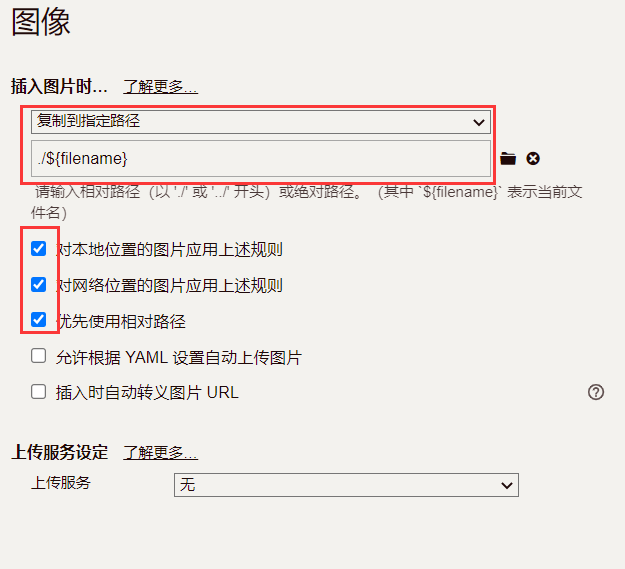 图像
插入图片时... 了解更多...
复制到指定路径
./${filename}
请输入相对路径（以 './' 或 '../' 开头）或绝对路径。（其中 `${filename}` 表示当前文
件名）
对本地位置的图片应用上述规则
对网络位置的图片应用上述规则
优先使用相对路径
允许根据 YAML 设置自动上传图片
插入时自动转义图片 URL
上传服务设定 了解更多...
上传服务 无